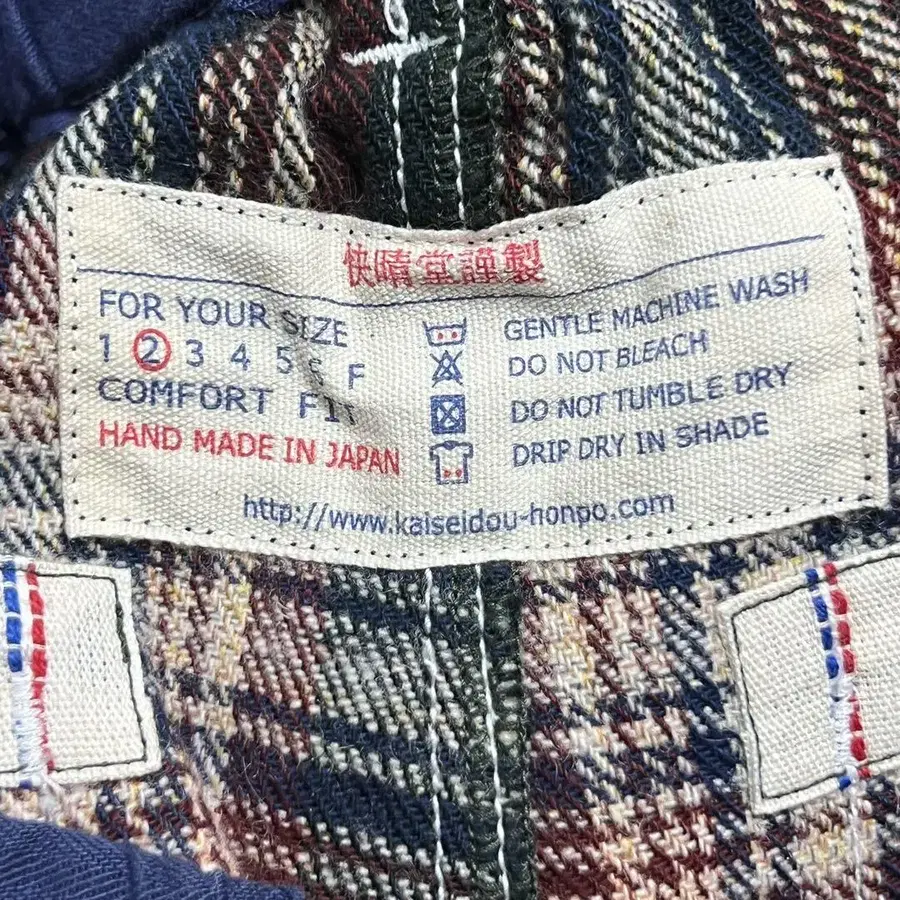 快晴堂謹製
FOR YOUR SIZE
1 2 3 4 5 6 F
COMFORT FIT
HAND MADE IN JAPAN
GENTLE MACHINE WASH
DO NOT BLEACH
DO NOT TUMBLE DRY
DRIP DRY IN SHADE
http://www.kaiseidou-honpo.com